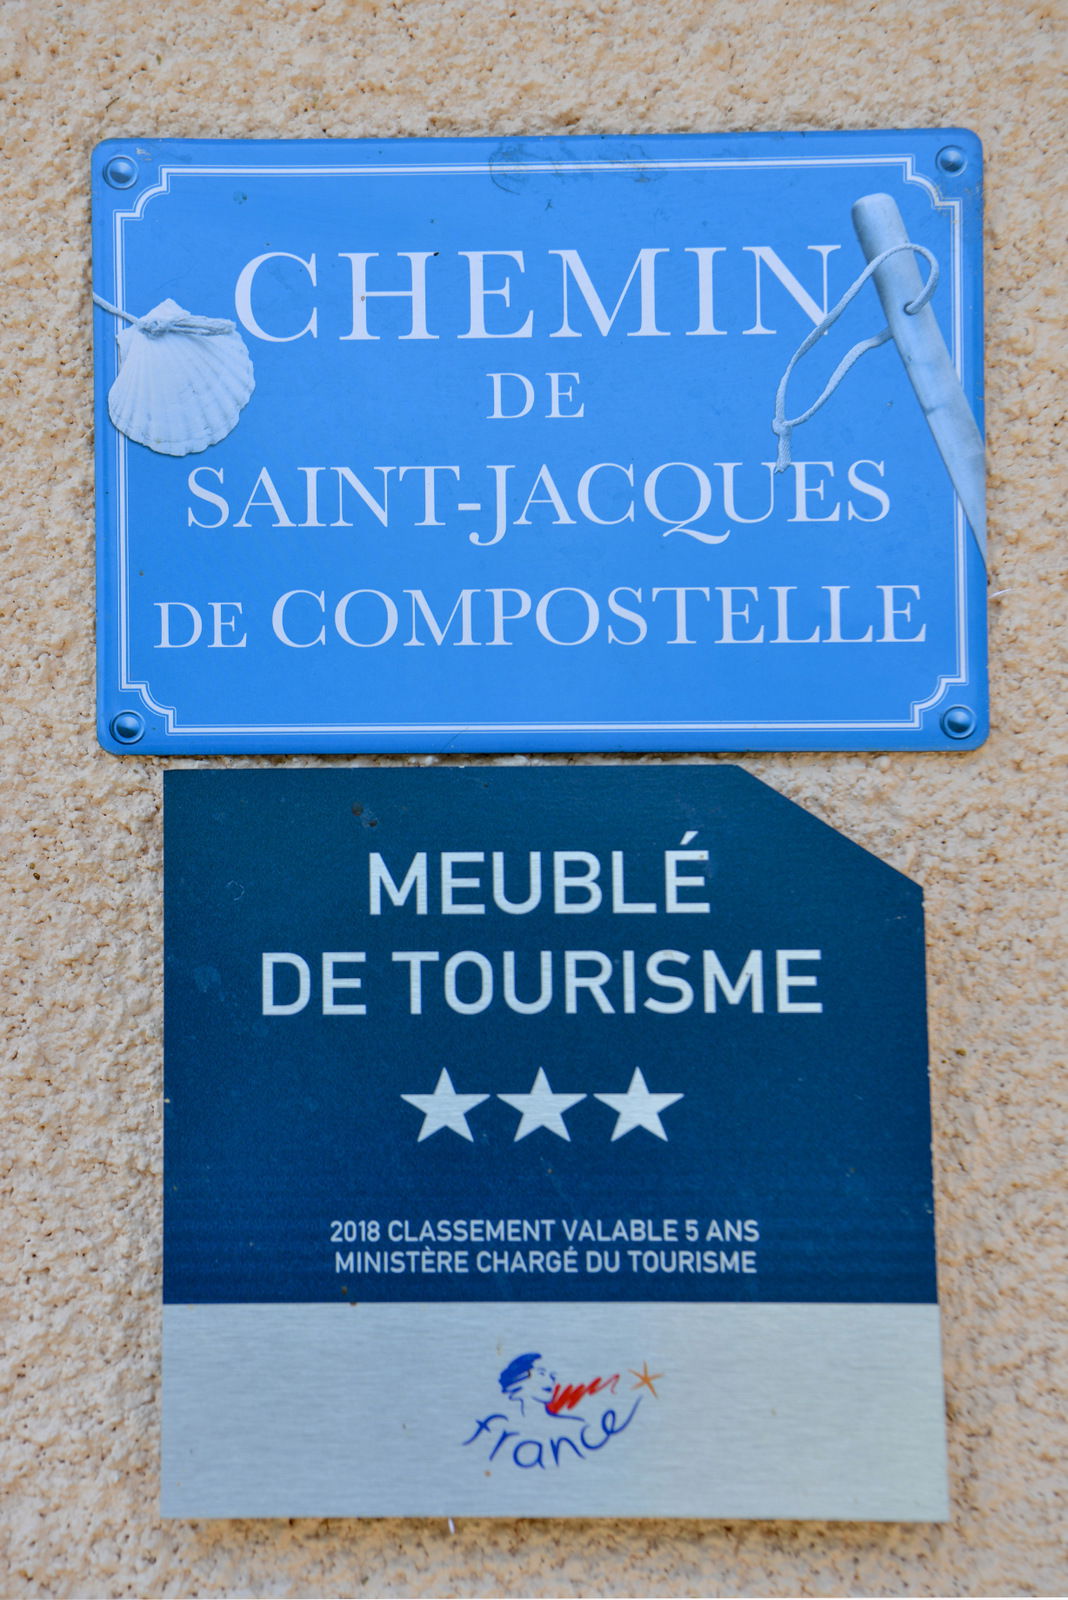 CHEMIN
DE
SAINT-JACQUES
DE COMPOSTELLE
MEUBLÉ
DE TOURISME
2018 CLASSEMENT VALABLE 5 ANS
MINISTÈRE CHARGÉ DU TOURISME
france